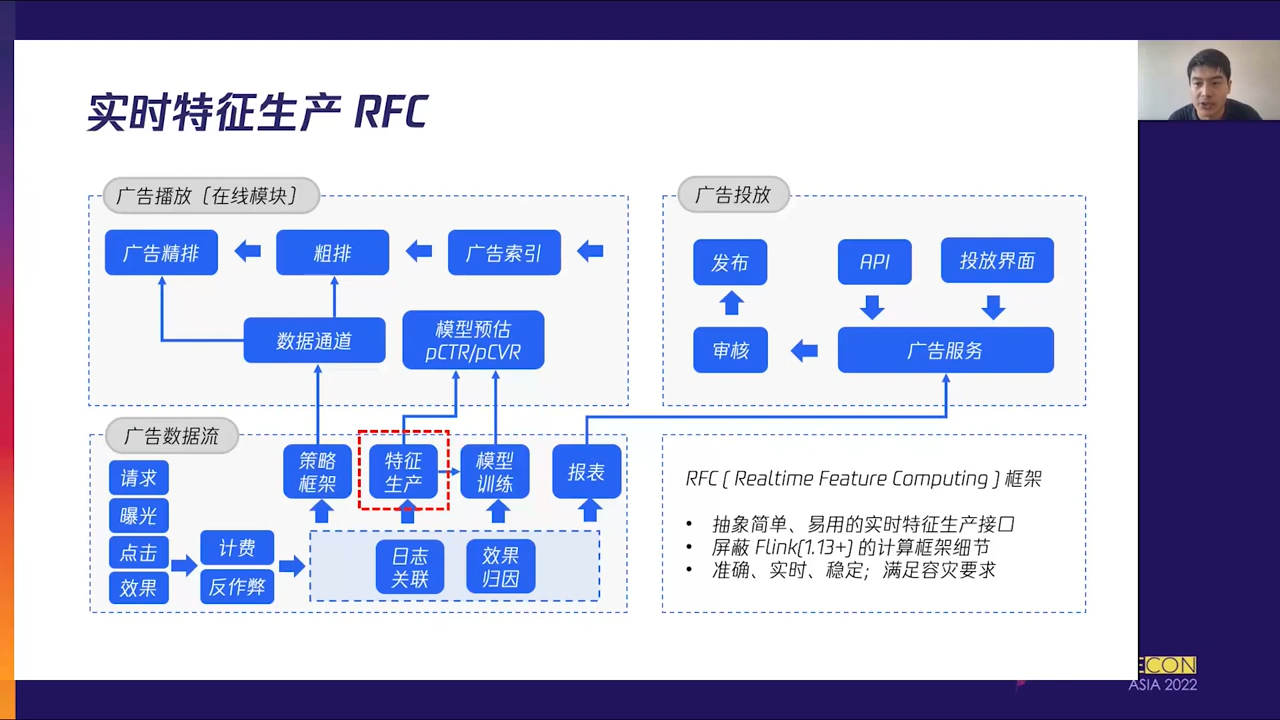 实时特征生产 RFC
广告播放〔在线模块〕
广告精排
粗排
广告索引
数据通道
模型预估
pCTR/pCVR
广告投放
发布
API
投放界面
审核
广告服务
广告数据流
请求
曝光
点击
效果
计费
反作弊
策略
框架
特征
生产
模型
训练
报表
日志
关联
效果
归因
RFC ( Realtime Feature Computing ) 框架
• 抽象简单、易用的实时特征生产接口
• 屏蔽 Flink(1.13+) 的计算框架细节
• 准确、实时、稳定；满足容灾要求
ECON
ASIA 2022